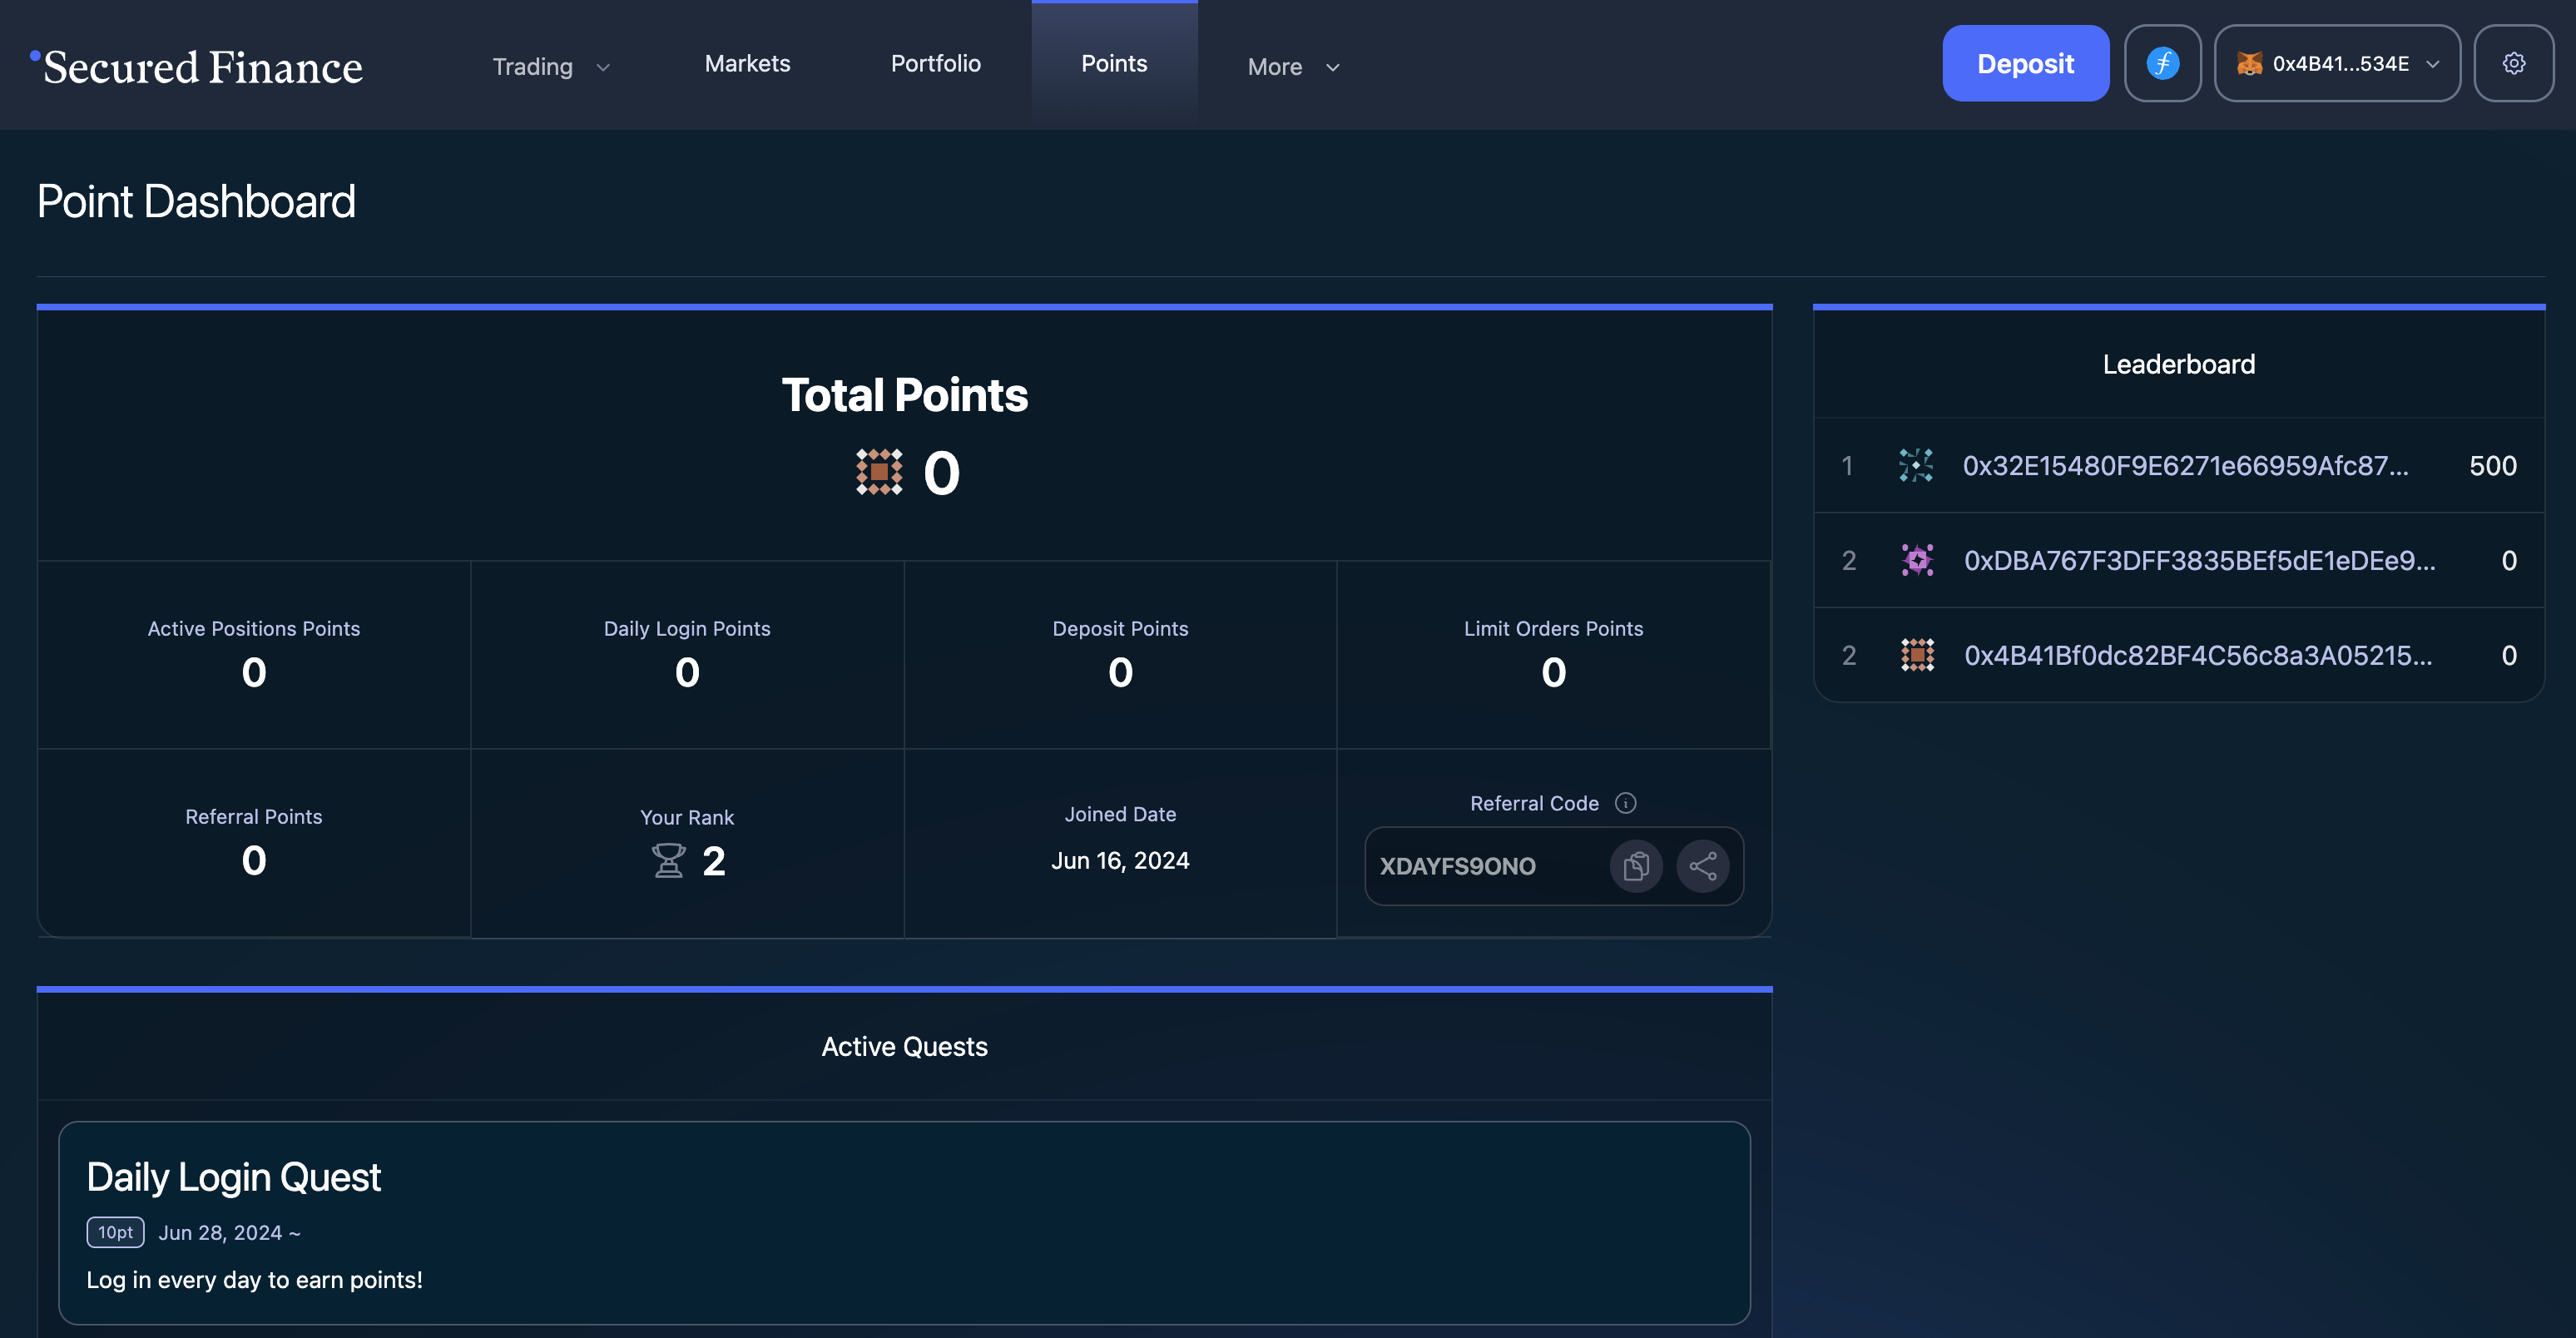 Secured Finance
Trading
Markets
Portfolio
Points
More
Deposit
0x4B41...534E
Point Dashboard
Total Points
0
Active Positions Points
0
Daily Login Points
0
Deposit Points
0
Limit Orders Points
0
Referral Points
0
Your Rank
2
Joined Date
Jun 16, 2024
Referral Code
XDAYFS9ONO
Leaderboard
1 0x32E15480F9E6271e66959Afc87... 500
2 0xDBA767F3DFF3835BEf5dE1eDEe9... 0
2 0x4B41Bf0dc82BF4C56c8a3A05215... 0
Active Quests
Daily Login Quest
10pt Jun 28, 2024 ~
Log in every day to earn points!